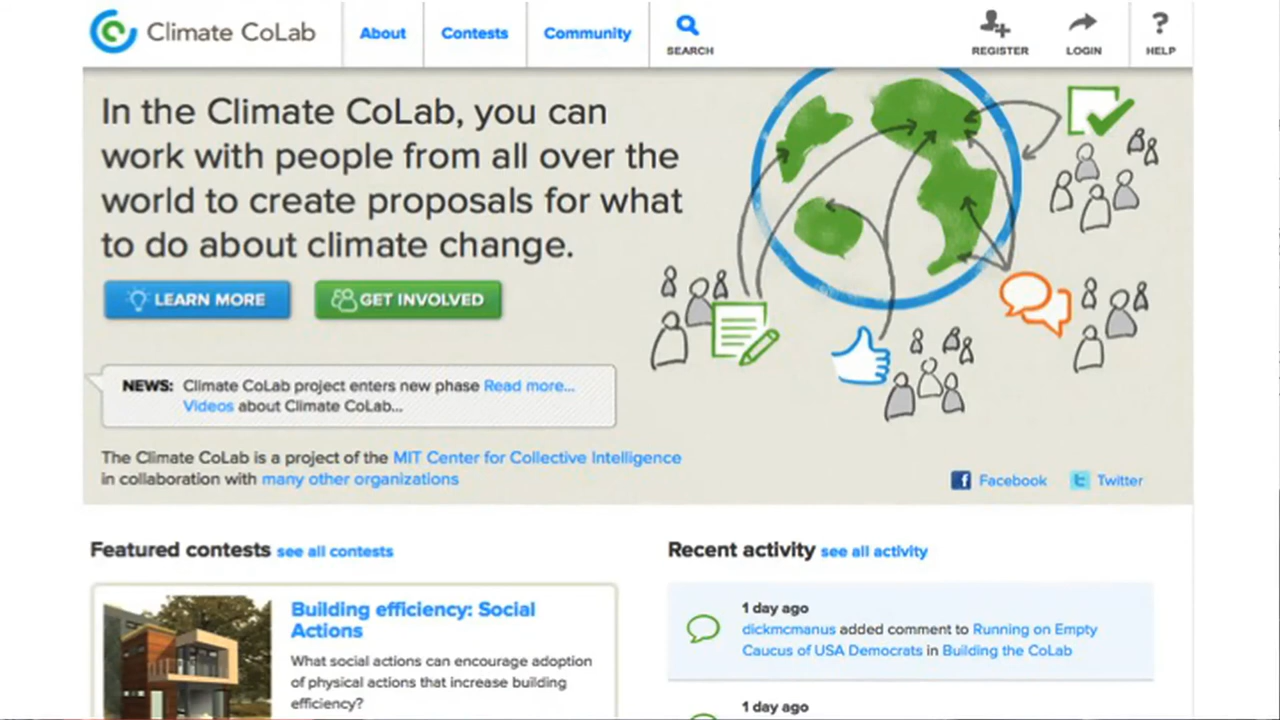 Climate CoLab
About
Contests
Community
SEARCH
REGISTER
LOGIN
HELP
In the Climate CoLab, you can
work with people from all over the
world to create proposals for what
to do about climate change.
LEARN MORE
GET INVOLVED
NEWS: Climate CoLab project enters new phase Read more...
Videos about Climate CoLab...
The Climate CoLab is a project of the MIT Center for Collective Intelligence
in collaboration with many other organizations
Facebook
Twitter
Featured contests see all contests
Building efficiency: Social
Actions
What social actions can encourage adoption
of physical actions that increase building
efficiency?
Recent activity see all activity
1 day ago
dickmcmanus added comment to Running on Empty
Caucus of USA Democrats in Building the CoLab
1 day ago